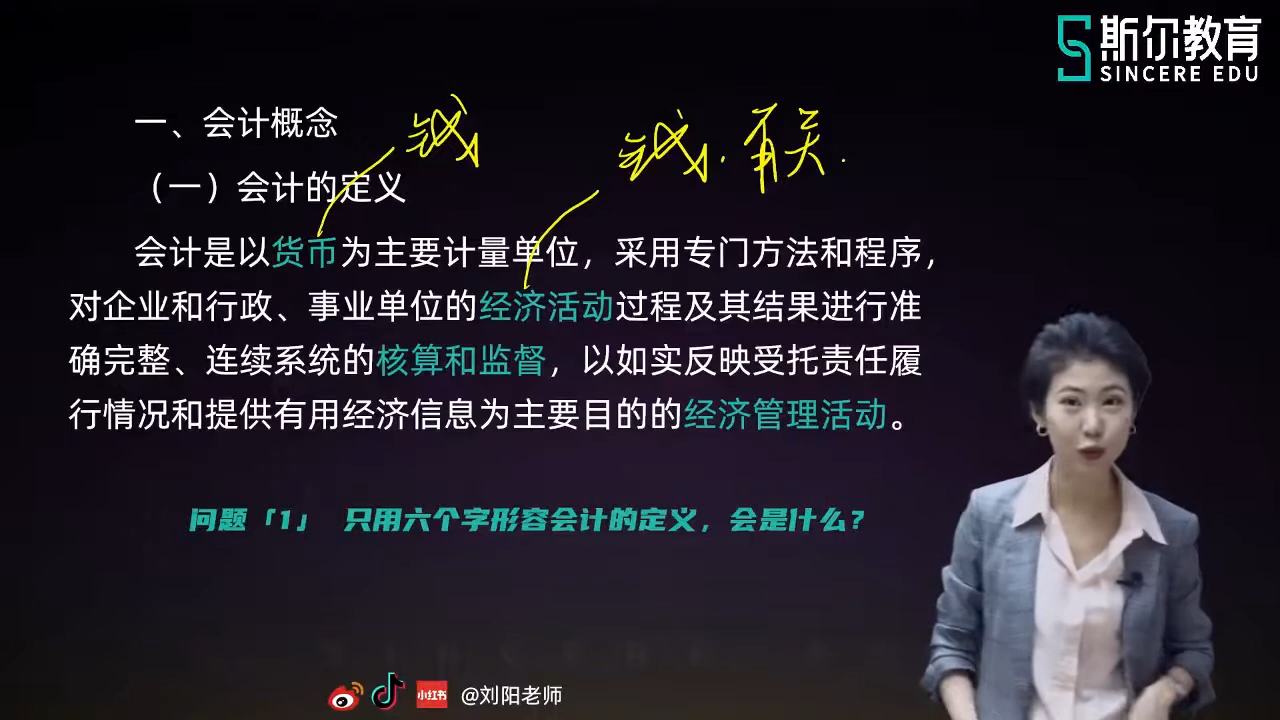 斯尔教育
SINCERE EDU
一、会计概念
钱
钱.有关.
（一）会计的定义
会计是以货币为主要计量单位，采用专门方法和程序，
对企业和行政、事业单位的经济活动过程及其结果进行准
确完整、连续系统的核算和监督，以如实反映受托责任履
行情况和提供有用经济信息为主要目的的经济管理活动。
问题「1」 只用六个字形容会计的定义，会是什么？
小红书 @刘阳老师